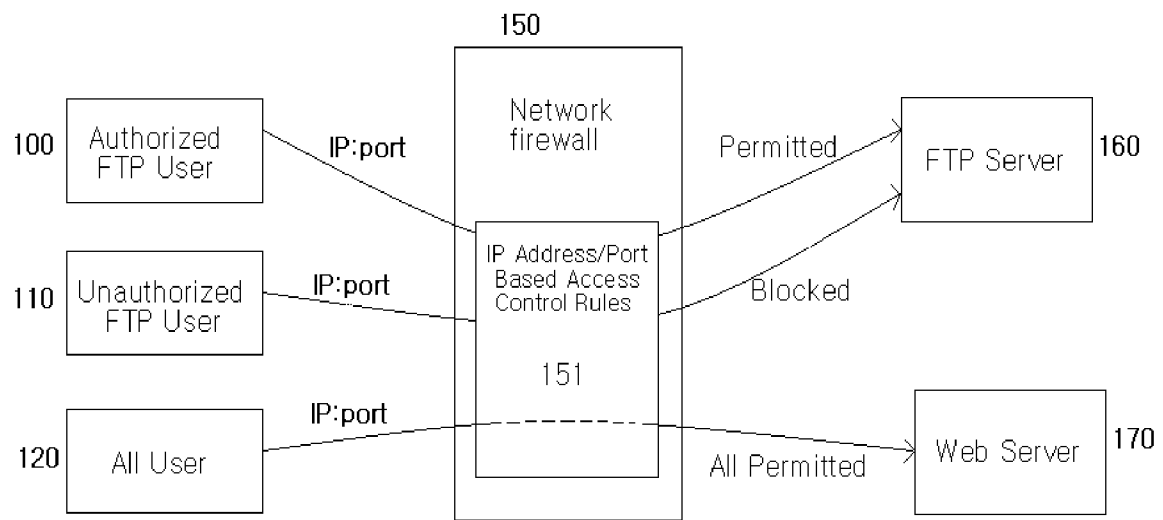 150
Network
firewall
100
Authorized
FTP User
IP:port
Permitted
FTP Server
160
IP Address/Port
Based Access
Control Rules
151
110
Unauthorized
FTP User
IP:port
Blocked
120
All User
IP:port
All Permitted
Web Server
170